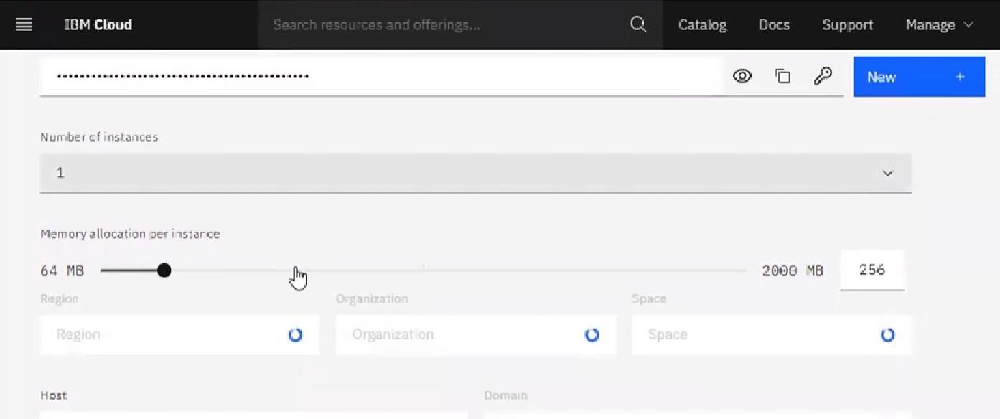 IBM Cloud Search resources and offerings... Catalog Docs Support Manage
••••••••••••••••••••••••••••••••••••••••••••
New +
Number of instances
1
Memory allocation per instance
64 MB 2000 MB 256
Region Organization Space
Region Organization Space
Host Domain